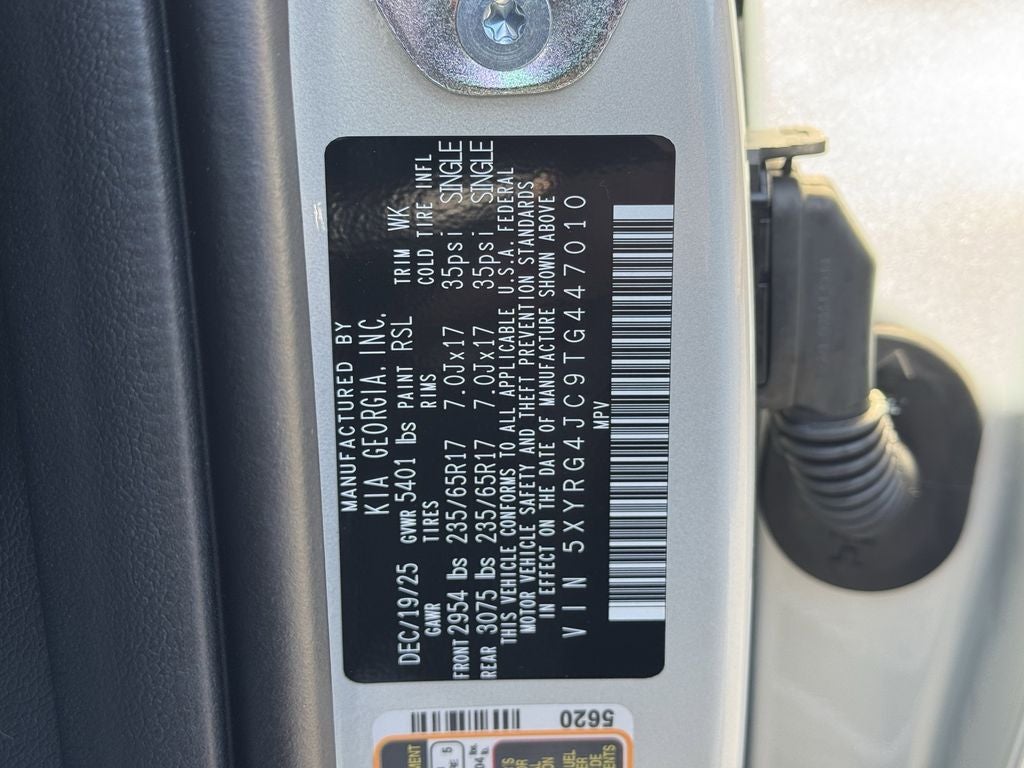 MANUFACTURED BY
KIA GEORGIA, INC.
DEC/19/25 GVWR 5401 lbs PAINT RSL TRIM WK
GAWR TIRES RIMS COLD TIRE INFL
FRONT 2954 lbs 235/65R17 7.0Jx17 35psi SINGLE
REAR 3075 lbs 235/65R17 7.0Jx17 35psi SINGLE
THIS VEHICLE CONFORMS TO ALL APPLICABLE U.S.A. FEDERAL
MOTOR VEHICLE SAFETY AND THEFT PREVENTION STANDARDS
IN EFFECT ON THE DATE OF MANUFACTURE SHOWN ABOVE
VIN 5XYRG4JC9TG447010
MPV
5620